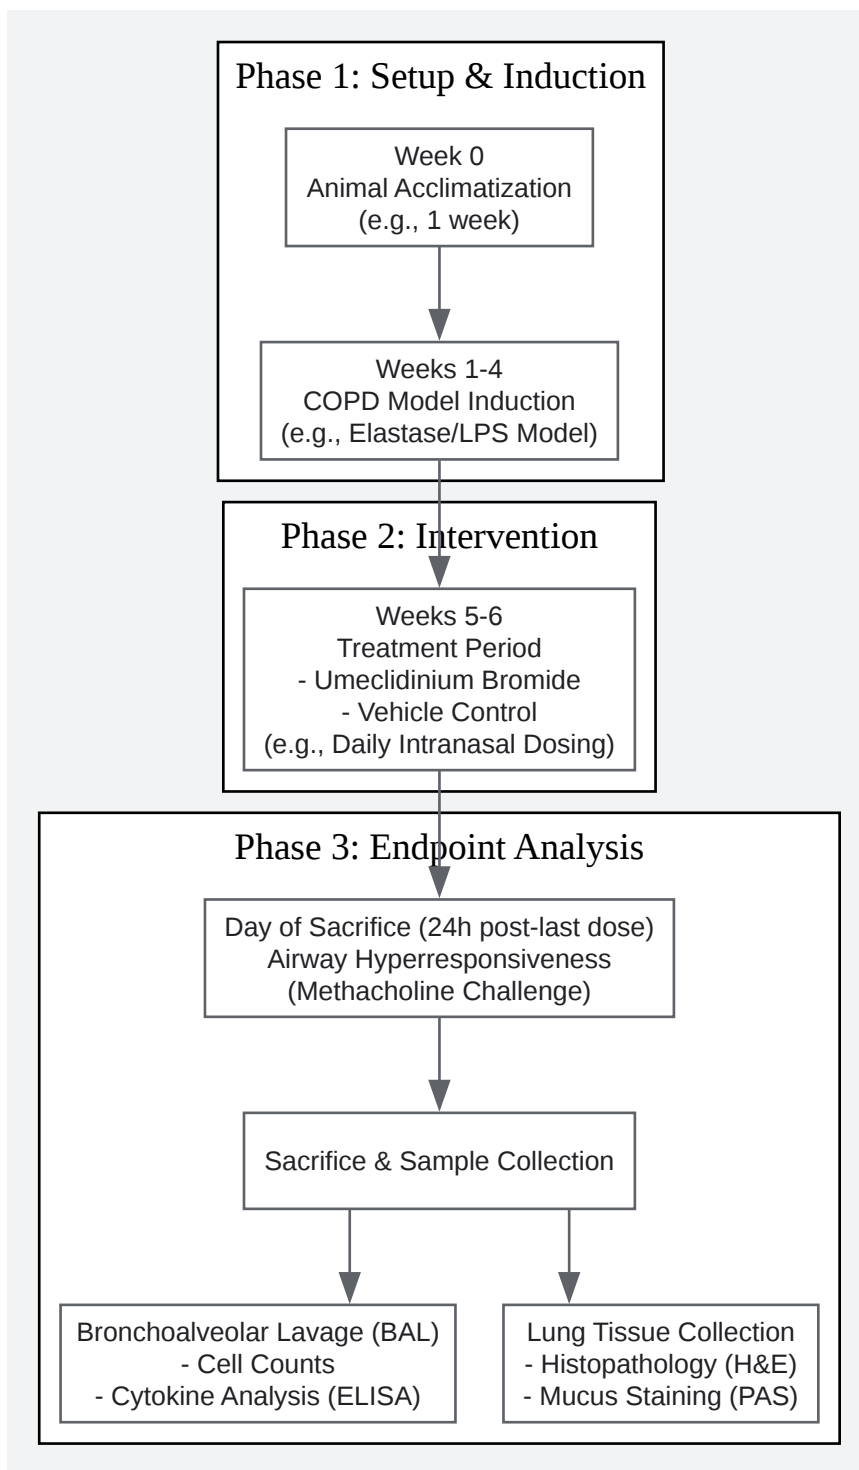 Phase 1: Setup & Induction
Week 0
Animal Acclimatization
(e.g., 1 week)
Weeks 1-4
COPD Model Induction
(e.g., Elastase/LPS Model)
Phase 2: Intervention
Weeks 5-6
Treatment Period
- Umeclidinium Bromide
- Vehicle Control
(e.g., Daily Intranasal Dosing)
Phase 3: Endpoint Analysis
Day of Sacrifice (24h post-last dose)
Airway Hyperresponsiveness
(Methacholine Challenge)
Sacrifice & Sample Collection
Bronchoalveolar Lavage (BAL)
- Cell Counts
- Cytokine Analysis (ELISA)
Lung Tissue Collection
- Histopathology (H&E)
- Mucus Staining (PAS)